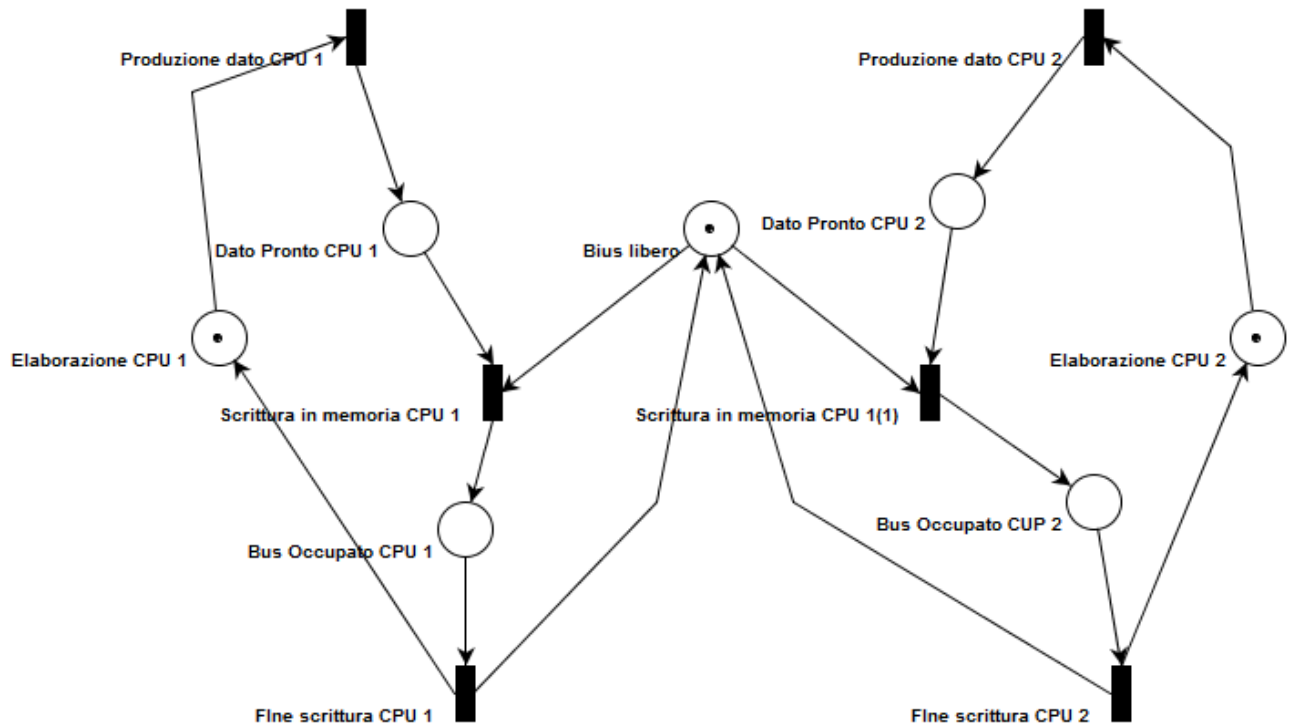 Produzione dato CPU 1
Produzione dato CPU 2
Dato Pronto CPU 1
Bius libero
Dato Pronto CPU 2
Elaborazione CPU 1
Elaborazione CPU 2
Scrittura in memoria CPU 1
Scrittura in memoria CPU 1(1)
Bus Occupato CPU 1
Bus Occupato CUP 2
FIne scrittura CPU 1
FIne scrittura CPU 2